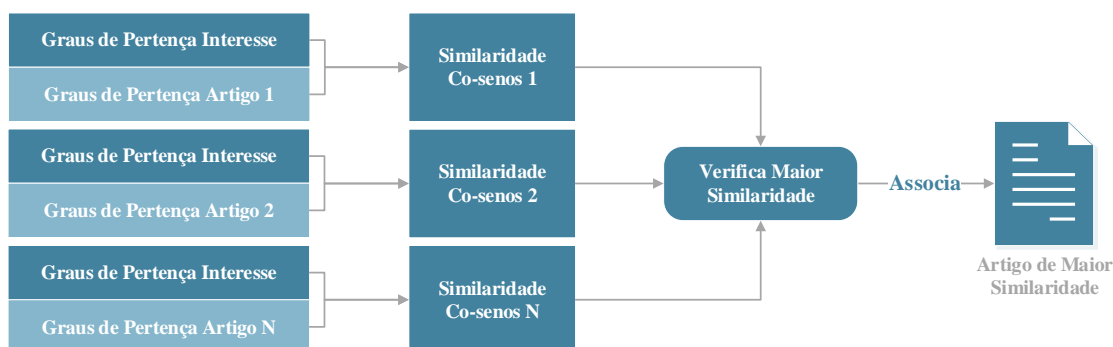 Graus de Pertença Interesse
Graus de Pertença Artigo 1
Similaridade
Co-senos 1
Graus de Pertença Interesse
Graus de Pertença Artigo 2
Similaridade
Co-senos 2
Graus de Pertença Interesse
Graus de Pertença Artigo N
Similaridade
Co-senos N
Verifica Maior
Similaridade
Associa
Artigo de Maior
Similaridade